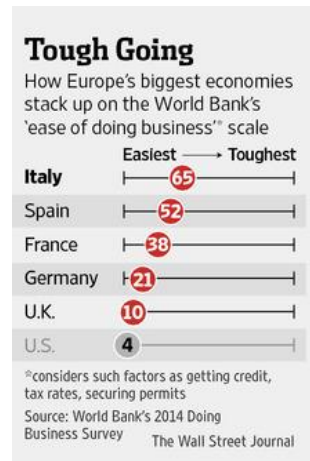 Tough Going
How Europe's biggest economies
stack up on the World Bank's
'ease of doing business'* scale
Easiest → Toughest
Italy 65
Spain 52
France 38
Germany 21
U.K. 10
U.S. 4
*considers such factors as getting credit,
tax rates, securing permits
Source: World Bank's 2014 Doing
Business Survey The Wall Street Journal